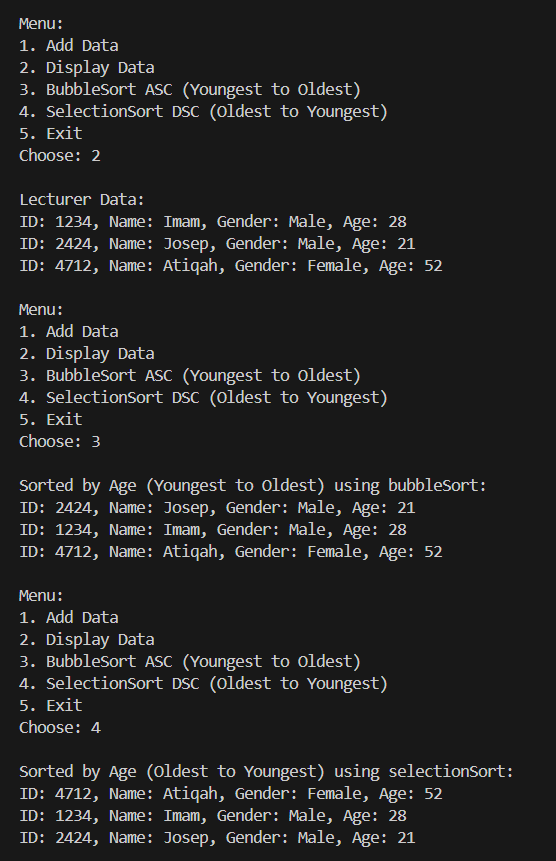 Menu:
1. Add Data
2. Display Data
3. BubbleSort ASC (Youngest to Oldest)
4. SelectionSort DSC (Oldest to Youngest)
5. Exit
Choose: 2
Lecturer Data:
ID: 1234, Name: Imam, Gender: Male, Age: 28
ID: 2424, Name: Josep, Gender: Male, Age: 21
ID: 4712, Name: Atiqah, Gender: Female, Age: 52
Menu:
1. Add Data
2. Display Data
3. BubbleSort ASC (Youngest to Oldest)
4. SelectionSort DSC (Oldest to Youngest)
5. Exit
Choose: 3
Sorted by Age (Youngest to Oldest) using bubbleSort:
ID: 2424, Name: Josep, Gender: Male, Age: 21
ID: 1234, Name: Imam, Gender: Male, Age: 28
ID: 4712, Name: Atiqah, Gender: Female, Age: 52
Menu:
1. Add Data
2. Display Data
3. BubbleSort ASC (Youngest to Oldest)
4. SelectionSort DSC (Oldest to Youngest)
5. Exit
Choose: 4
Sorted by Age (Oldest to Youngest) using selectionSort:
ID: 4712, Name: Atiqah, Gender: Female, Age: 52
ID: 1234, Name: Imam, Gender: Male, Age: 28
ID: 2424, Name: Josep, Gender: Male, Age: 21